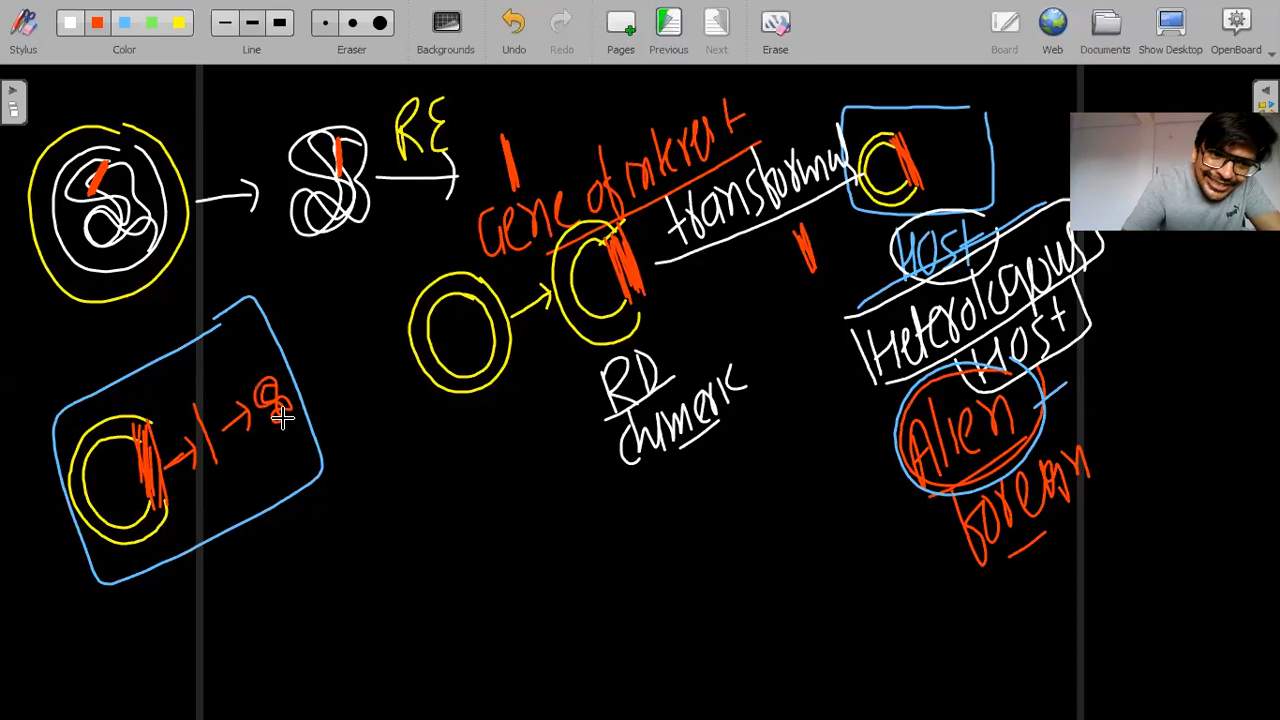 Stylus
Color
Line
Eraser
Backgrounds
Undo
Redo
Pages
Previous
Next
Erase
Board
Web
Documents
Show Desktop
OpenBoard
RE
Gene of interest
transformal
Host
Heterologous
Host
RD
chimeric
Alien
foreign